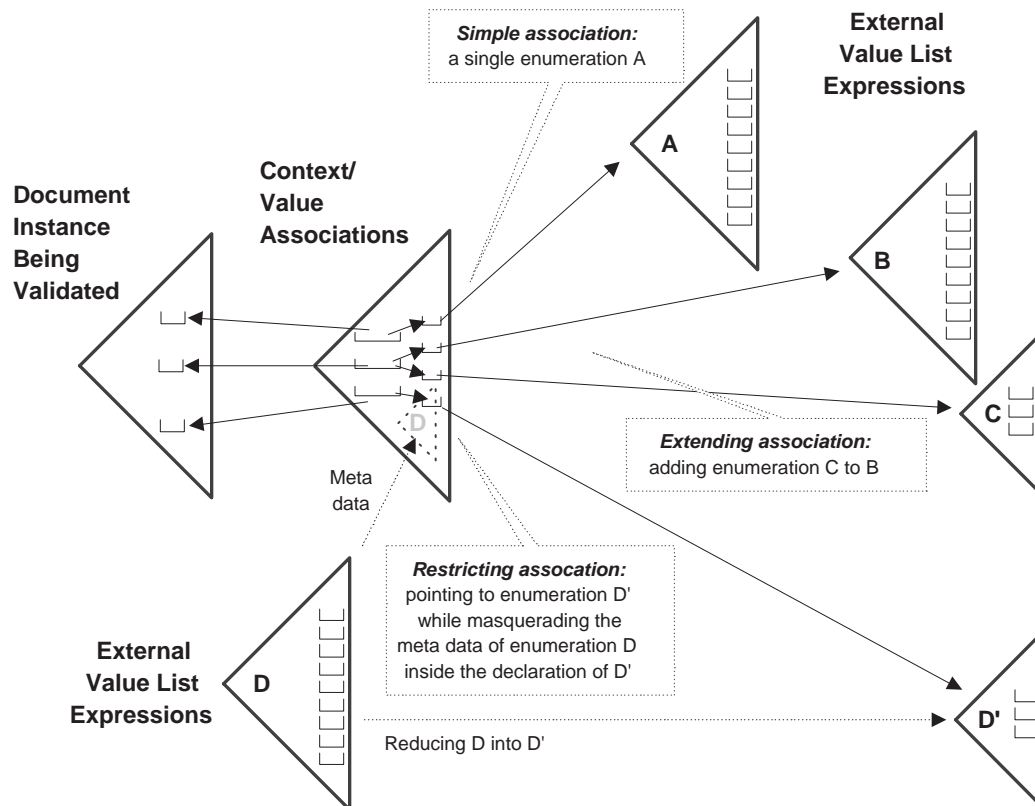 Simple association:
a single enumeration A
External
Value List
Expressions
A
Context/
Value
Associations
Document
Instance
Being
Validated
B
C
D
Extending association:
adding enumeration C to B
Meta
data
Restricting assocation:
pointing to enumeration D'
while masquerading the
meta data of enumeration D
inside the declaration of D'
External
Value List
Expressions
D
D'
Reducing D into D'